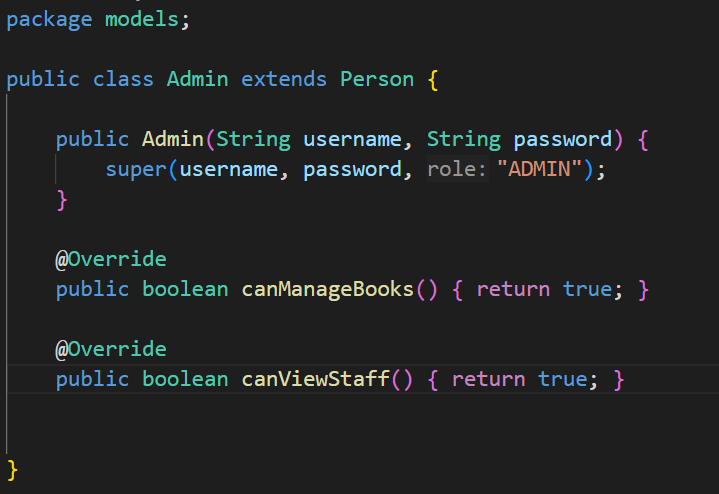 package models;
public class Admin extends Person {
public Admin(String username, String password) {
super(username, password, role: "ADMIN");
}
@Override
public boolean canManageBooks() { return true; }
@Override
public boolean canViewStaff() { return true; }
}